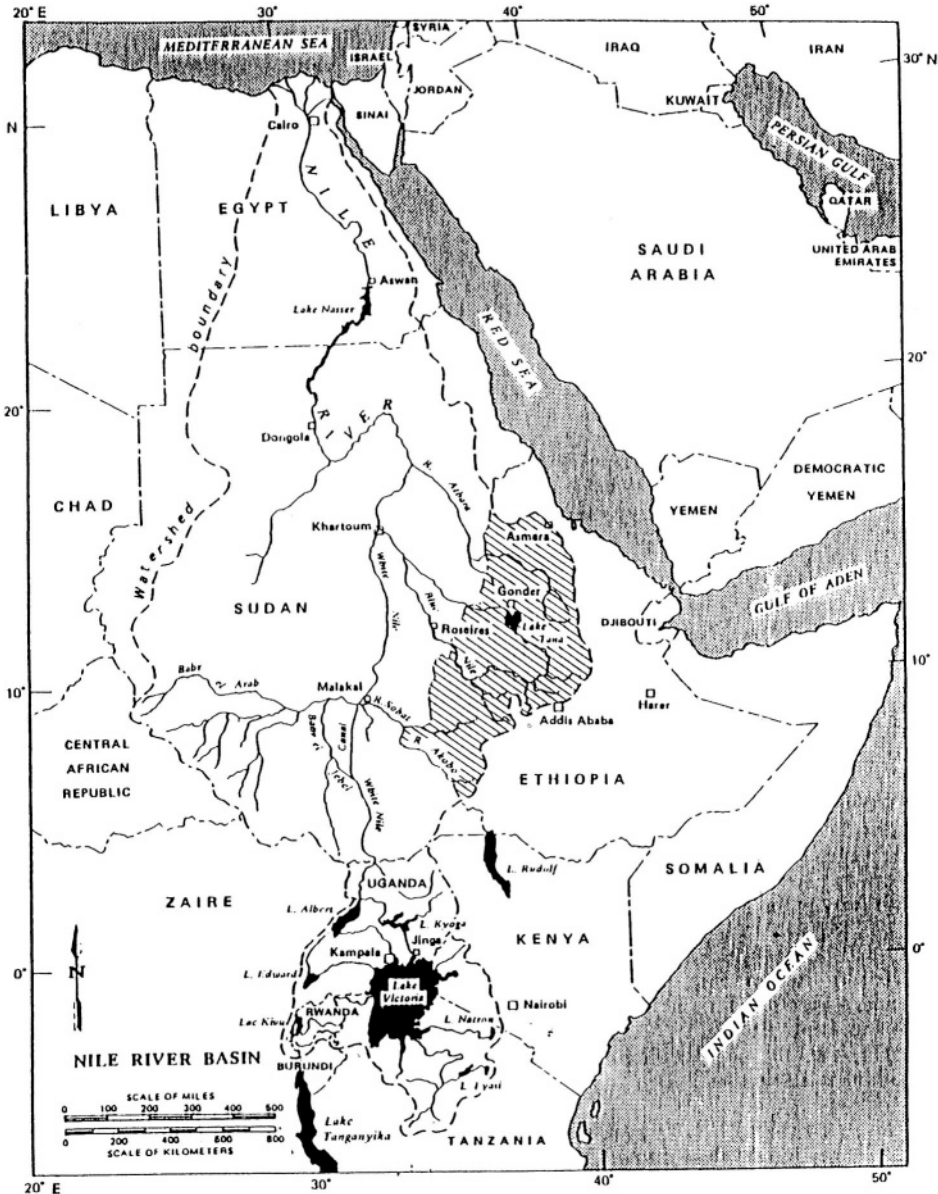 20° E
30°
40°
50°
MEDITERRANEAN SEA
SYRIA
ISRAEL
IRAQ
IRAN
30°N
JORDAN
KUWAIT
SINAI
Cairo
N
PERSIAN GULF
NILE
LIBYA
EGYPT
QATAR
SAUDI
ARABIA
UNITED ARAB
EMIRATES
Aswan
Lake Nasser
boundary
RED SEA
20°
RIVER
20°
Dongola
R. Atbara
DEMOCRATIC
YEMEN
YEMEN
CHAD
Khartoum
Asmara
Watershed
White
Nile
Gonder
GULF OF ADEN
SUDAN
Blue
Nile
Lake
Tana
DJIBOUTI
Roseires
10°
Bahr
Arab
Malakal
10°
R. Sobat
Harer
Addis Ababa
CENTRAL
AFRICAN
REPUBLIC
Bahr el
Jebel
Canal
R. Akobo
ETHIOPIA
White Nile
SOMALIA
L. Rudolf
UGANDA
ZAIRE
L. Albert
L. Kyoga
KENYA
Jinga
Kampala
0°
N
L. Edward
0°
Lake
Victoria
INDIAN OCEAN
Nairobi
RWANDA
Lac Kivu
L. Natron
NILE RIVER BASIN
BURUNDI
L. Eyasi
SCALE OF MILES
0 100 200 300 400 500
0 200 400 600 800
SCALE OF KILOMETERS
Lake
Tanganyika
TANZANIA
20° E
30°
40°
50°